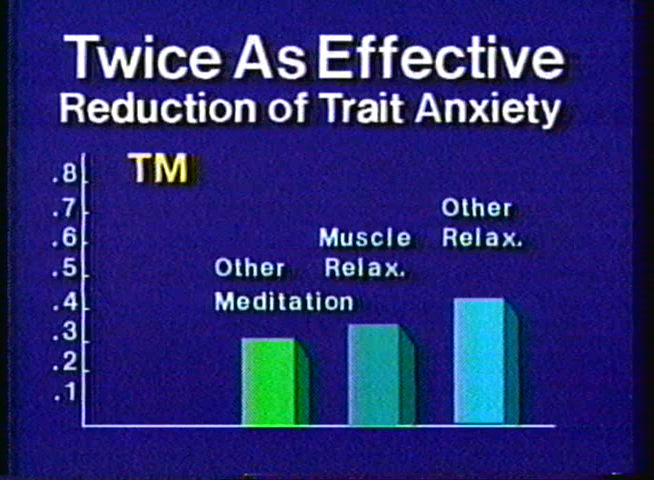 Twice As Effective
Reduction of Trait Anxiety
TM
.8
.7
.6
.5
.4
.3
.2
.1
Other
Meditation
Muscle
Relax.
Other
Relax.